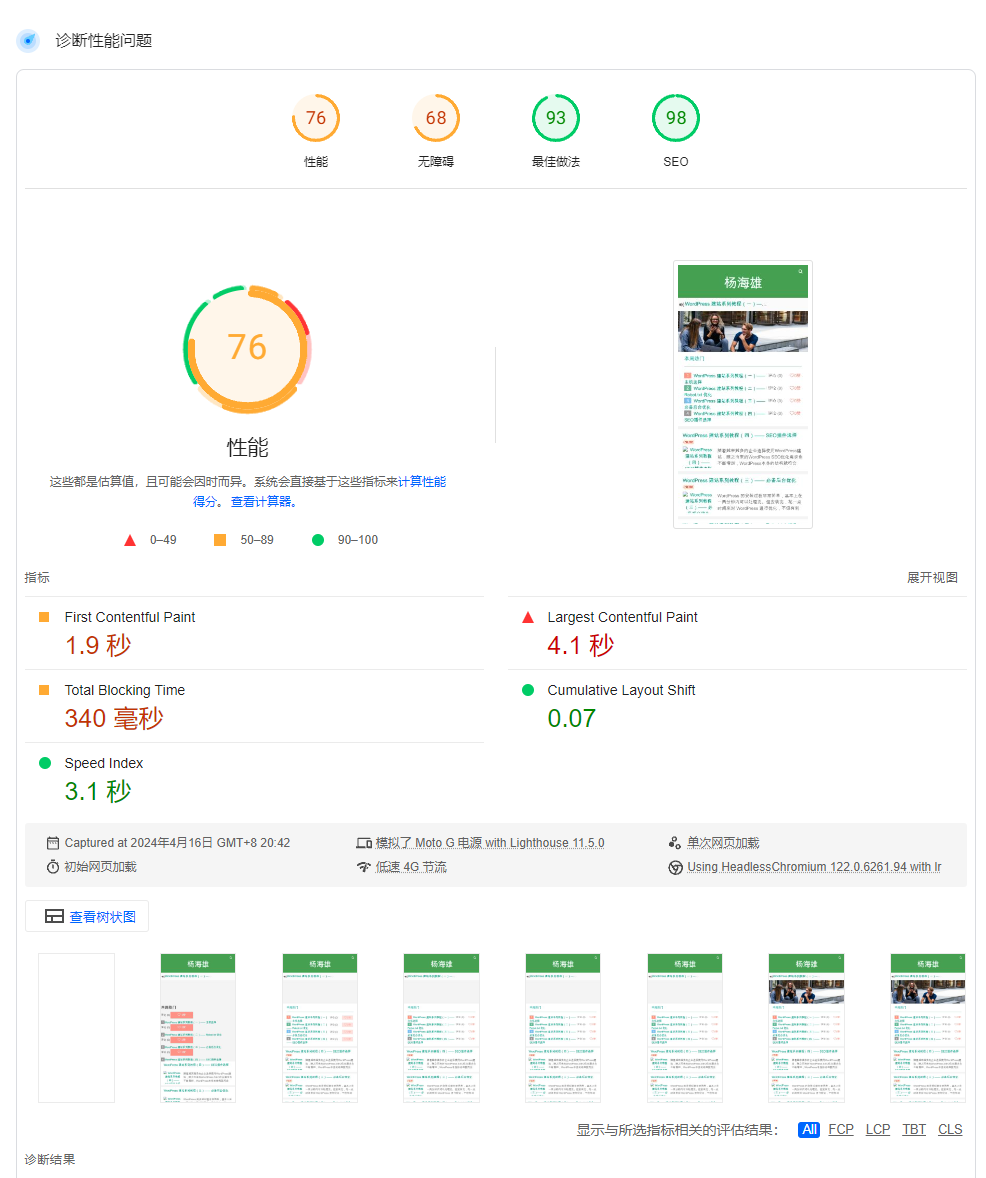 诊断性能问题
76
68
93
98
性能
无障碍
最佳做法
SEO
杨海雄
WordPress 建站系列教程（一）—…
76
性能
这些都是估算值，且可能会因时而异。系统会直接基于这些指标来计算性能
得分。 查看计算器。
0–49
50–89
90–100
指标
展开视图
First Contentful Paint
1.9 秒
Largest Contentful Paint
4.1 秒
Total Blocking Time
340 毫秒
Cumulative Layout Shift
0.07
Speed Index
3.1 秒
Captured at 2024年4月16日 GMT+8 20:42
模拟了 Moto G 电源 with Lighthouse 11.5.0
单次网页加载
初始网页加载
低速 4G 节流
Using HeadlessChromium 122.0.6261.94 with lr
查看树状图
杨海雄
杨海雄
杨海雄
杨海雄
杨海雄
杨海雄
杨海雄
显示与所选指标相关的评估结果：
All
FCP
LCP
TBT
CLS
诊断结果